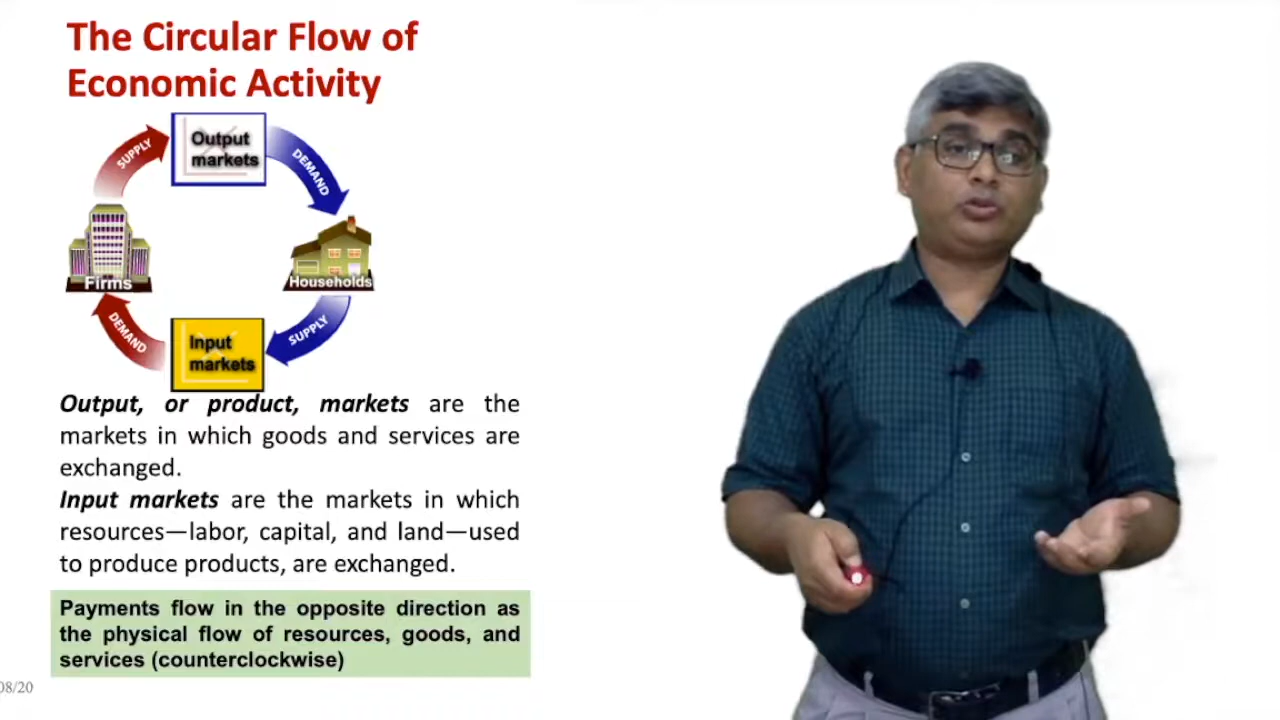 The Circular Flow of
Economic Activity
Output
markets
SUPPLY
DEMAND
Firms
Households
DEMAND
SUPPLY
Input
markets
Output, or product, markets are the
markets in which goods and services are
exchanged.
Input markets are the markets in which
resources—labor, capital, and land—used
to produce products, are exchanged.
Payments flow in the opposite direction as
the physical flow of resources, goods, and
services (counterclockwise)
08/20